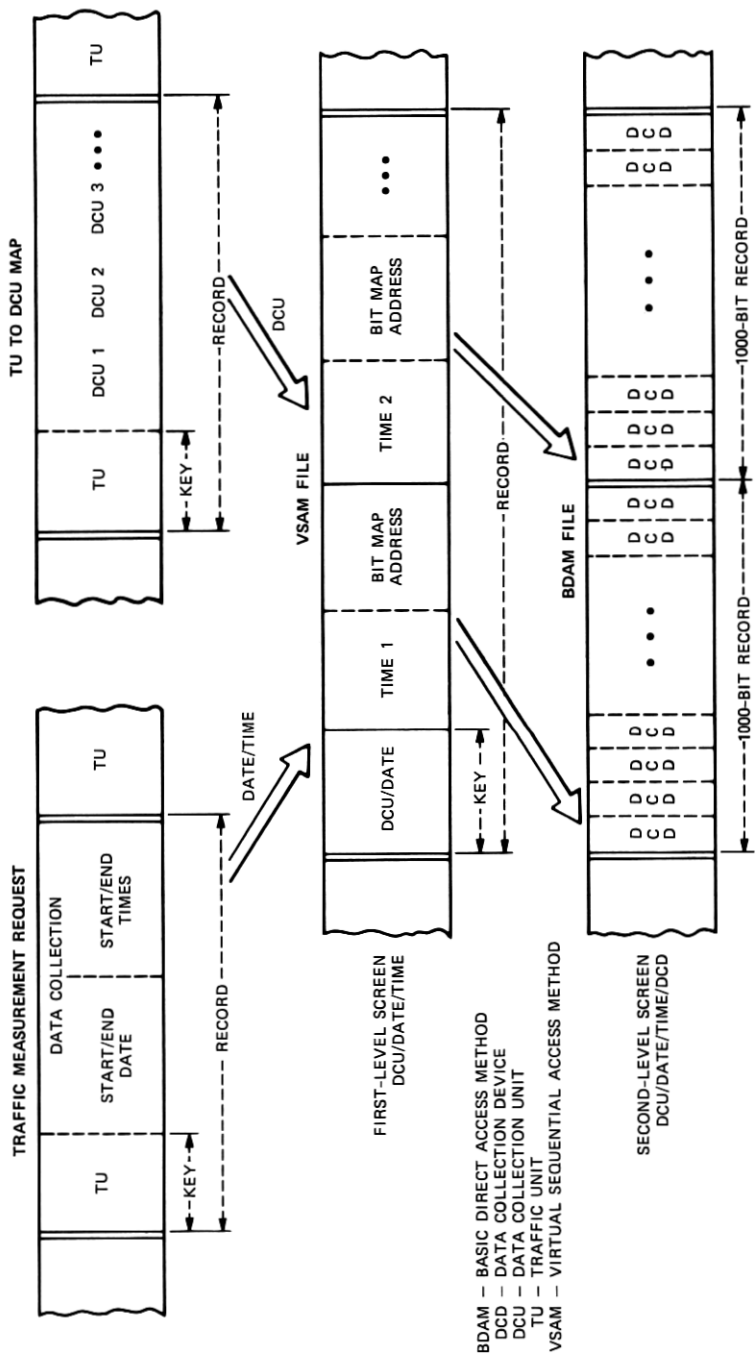 TRAFFIC MEASUREMENT REQUEST
TU
DATA COLLECTION
START/END
DATE
START/END
TIMES
TU
KEY
RECORD
DATE/TIME
TU TO DCU MAP
TU
DCU 1 DCU 2 DCU 3 • • • •
TU
KEY
RECORD
DCU
VSAM FILE
FIRST-LEVEL SCREEN
DCU/DATE/TIME
DCU/DATE
TIME 1
BIT MAP
ADDRESS
TIME 2
BIT MAP
ADDRESS
• • •
KEY
RECORD
BDAM FILE
SECOND-LEVEL SCREEN
DCU/DATE/TIME/DCD
DCD
DCD
DCD
DCD
• • •
DCD
DCD
DCD
DCD
DCD
• • •
DCD
DCD
1000-BIT RECORD
1000-BIT RECORD
BDAM – BASIC DIRECT ACCESS METHOD
DCD – DATA COLLECTION DEVICE
DCU – DATA COLLECTION UNIT
TU – TRAFFIC UNIT
VSAM – VIRTUAL SEQUENTIAL ACCESS METHOD